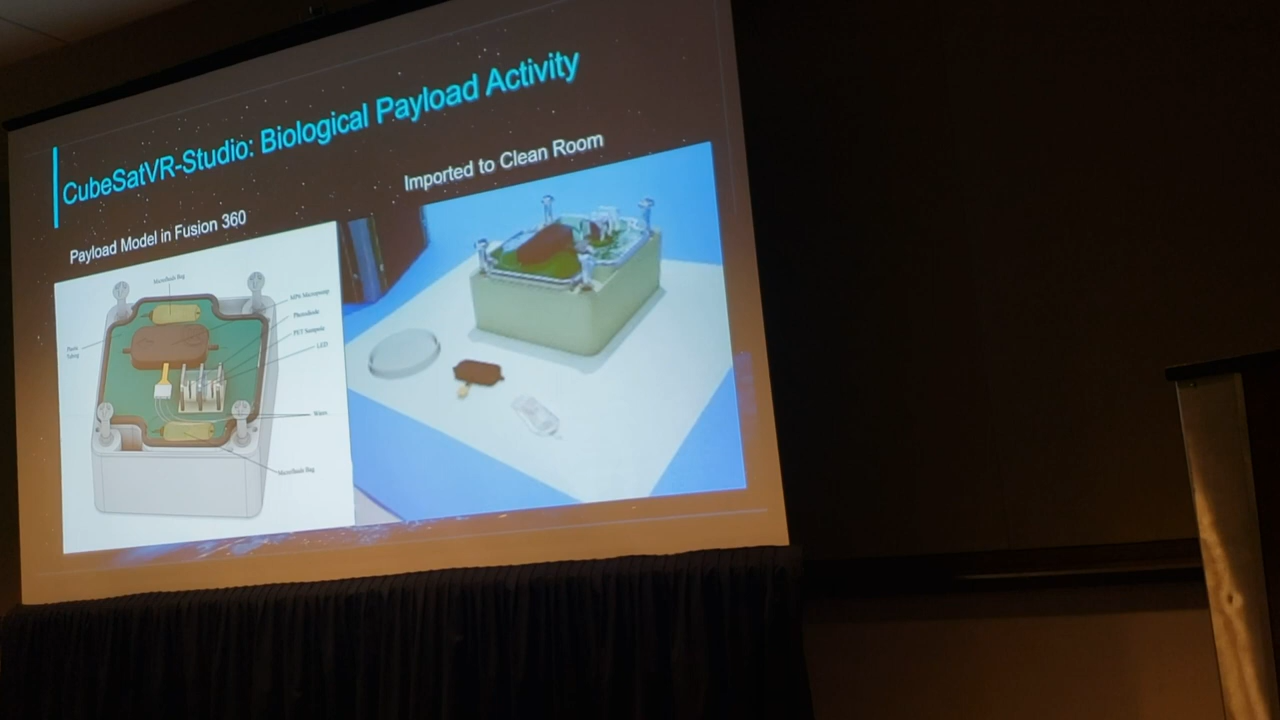 CubeSatVR-Studio: Biological Payload Activity
Imported to Clean Room
Payload Model in Fusion 360
Microfluidic Bag
Photodiode
PET Sample
LED
Wires
Microfluidic Bag